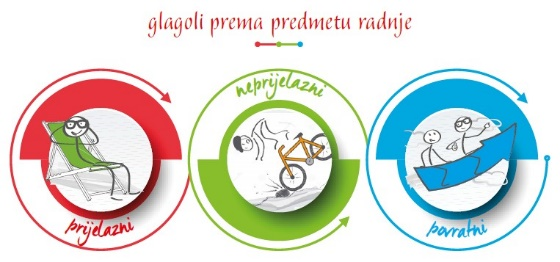 glagoli prema predmetu radnje
prijelazni
neprijelazni
povratni